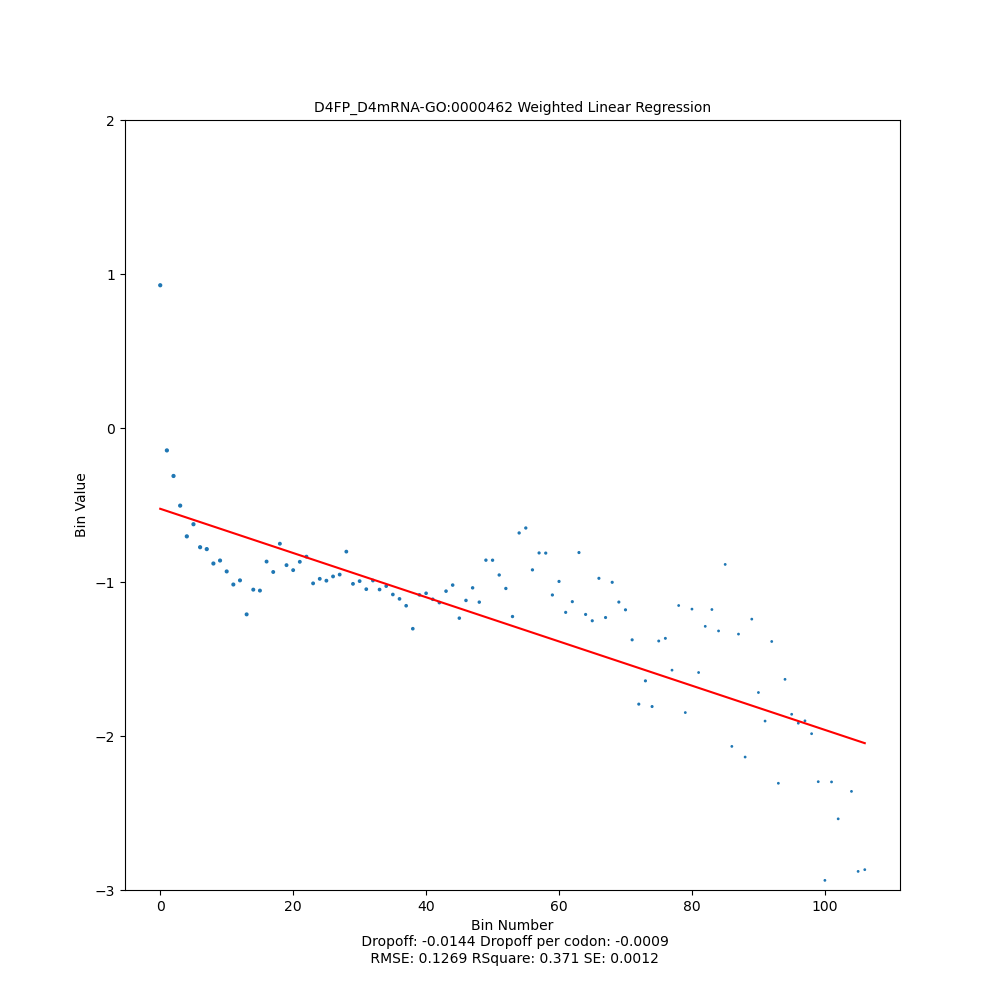 D4FP_D4mRNA-GO:0000462 Weighted Linear Regression
2
1
0
−1
−2
−3
Bin Value
0 20 40 60 80 100
Bin Number
Dropoff: -0.0144 Dropoff per codon: -0.0009
RMSE: 0.1269 RSquare: 0.371 SE: 0.0012